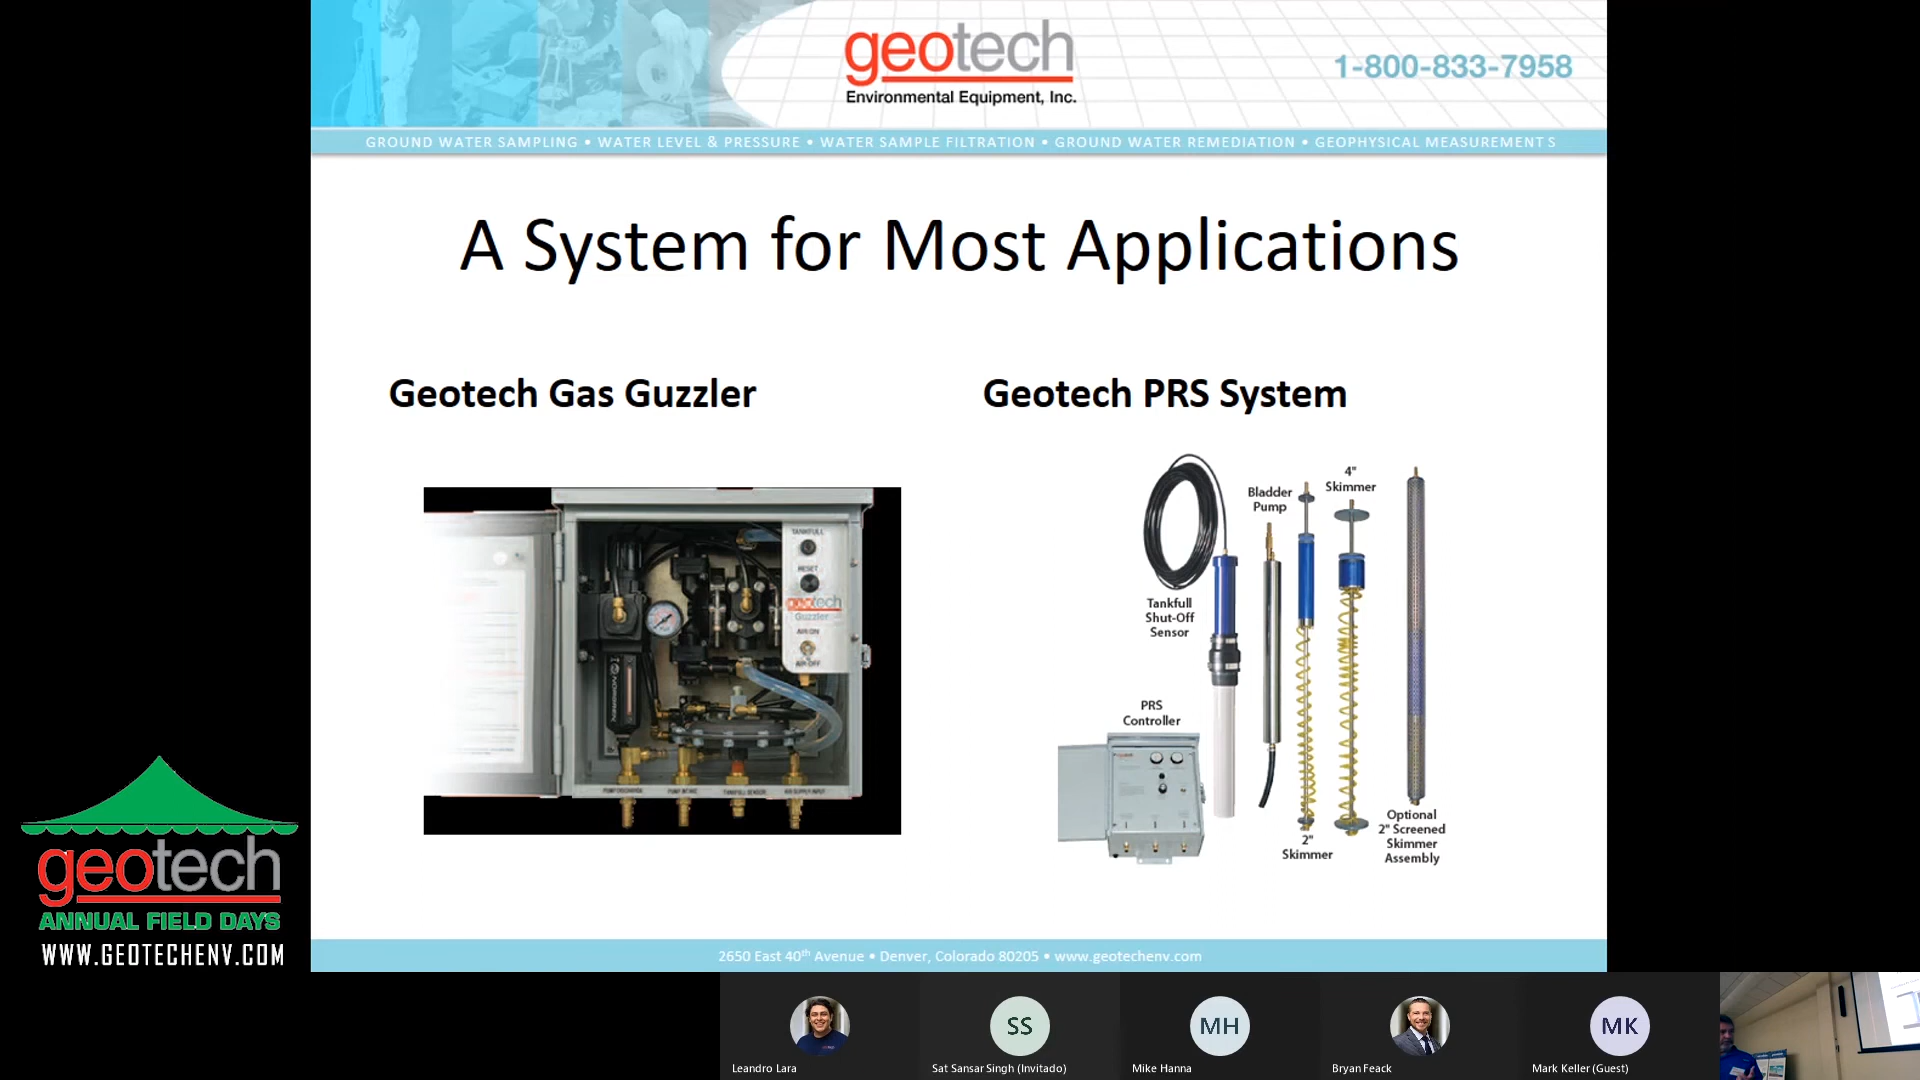 geotech
Environmental Equipment, Inc.
1-800-833-7958
GROUND WATER SAMPLING • WATER LEVEL & PRESSURE • WATER SAMPLE FILTRATION • GROUND WATER REMEDIATION • GEOPHYSICAL MEASUREMENTS
A System for Most Applications
Geotech Gas Guzzler
Geotech PRS System
TANKFULL
RESET
geotech
Guzzler
AIR ON
AIR OFF
NORGREN
PUMP DISCHARGE
PUMP INTAKE
TANKFULL SENSOR
AIR SUPPLY INPUT
Tankfull
Shut-Off
Sensor
Bladder
Pump
4"
Skimmer
PRS
Controller
2"
Skimmer
Optional
2" Screened
Skimmer
Assembly
geotech
ANNUAL FIELD DAYS
WWW.GEOTECHENV.COM
2650 East 40th Avenue • Denver, Colorado 80205 • www.geotechenv.com
SS
MH
MK
Leandro Lara
Sat Sansar Singh (Invitado)
Mike Hanna
Bryan Feack
Mark Keller (Guest)